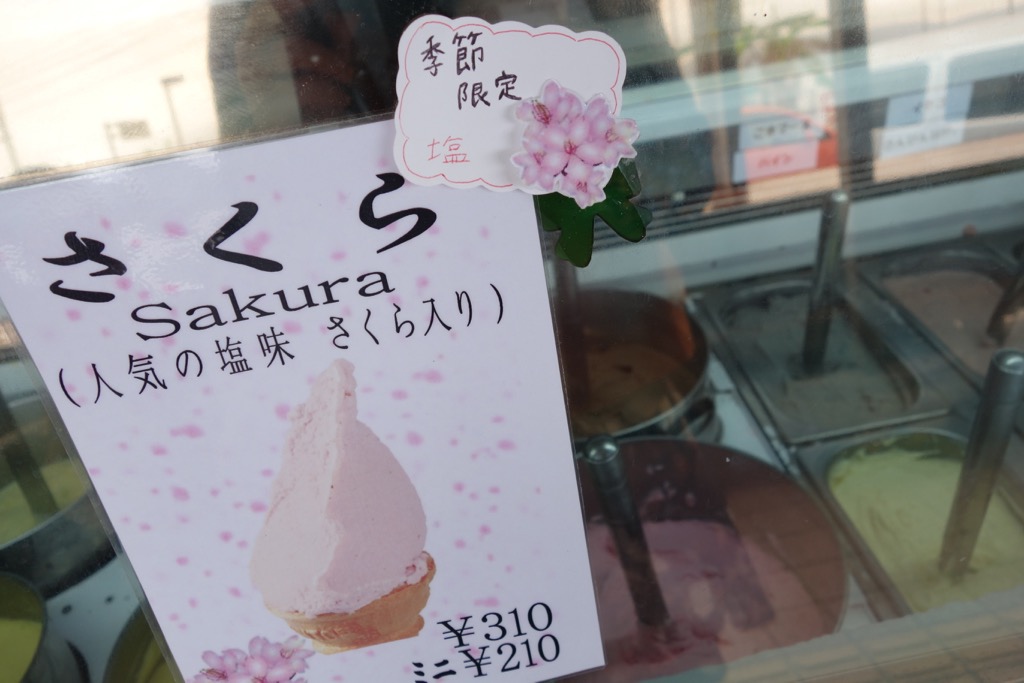 季節
限定
塩
さくら
Sakura
(人気の塩味 さくら入り)
¥310
ミニ¥210